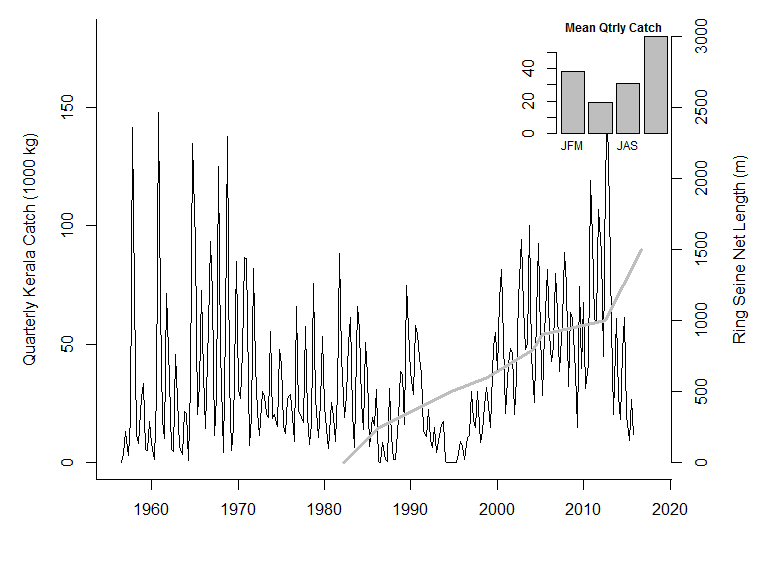 Mean Qtrly Catch
0 20 40
JFM JAS
Quarterly Kerala Catch (1000 kg)
0 50 100 150
Ring Seine Net Length (m)
0 500 1000 1500 2000 2500 3000
1960 1970 1980 1990 2000 2010 2020